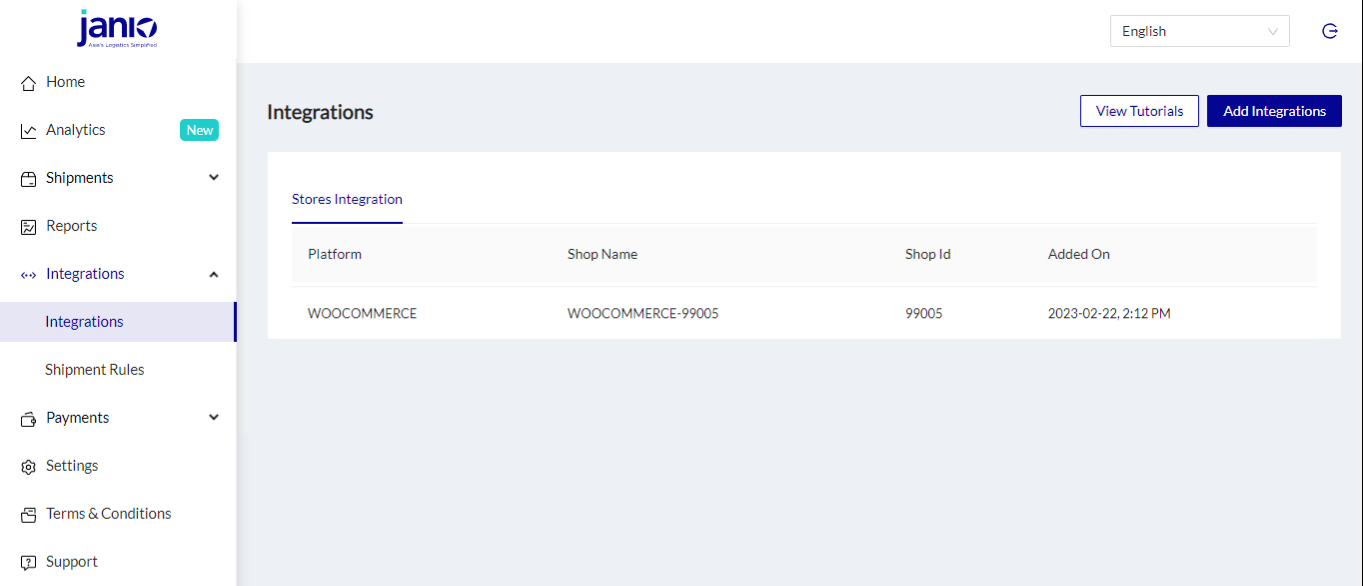 janio
Asia's Logistics Simplified
English
Home
Analytics New
Shipments
Reports
Integrations
Integrations
Shipment Rules
Payments
Settings
Terms & Conditions
Support
Integrations
View Tutorials Add Integrations
Stores Integration
Platform Shop Name Shop Id Added On
WOOCOMMERCE WOOCOMMERCE-99005 99005 2023-02-22, 2:12 PM